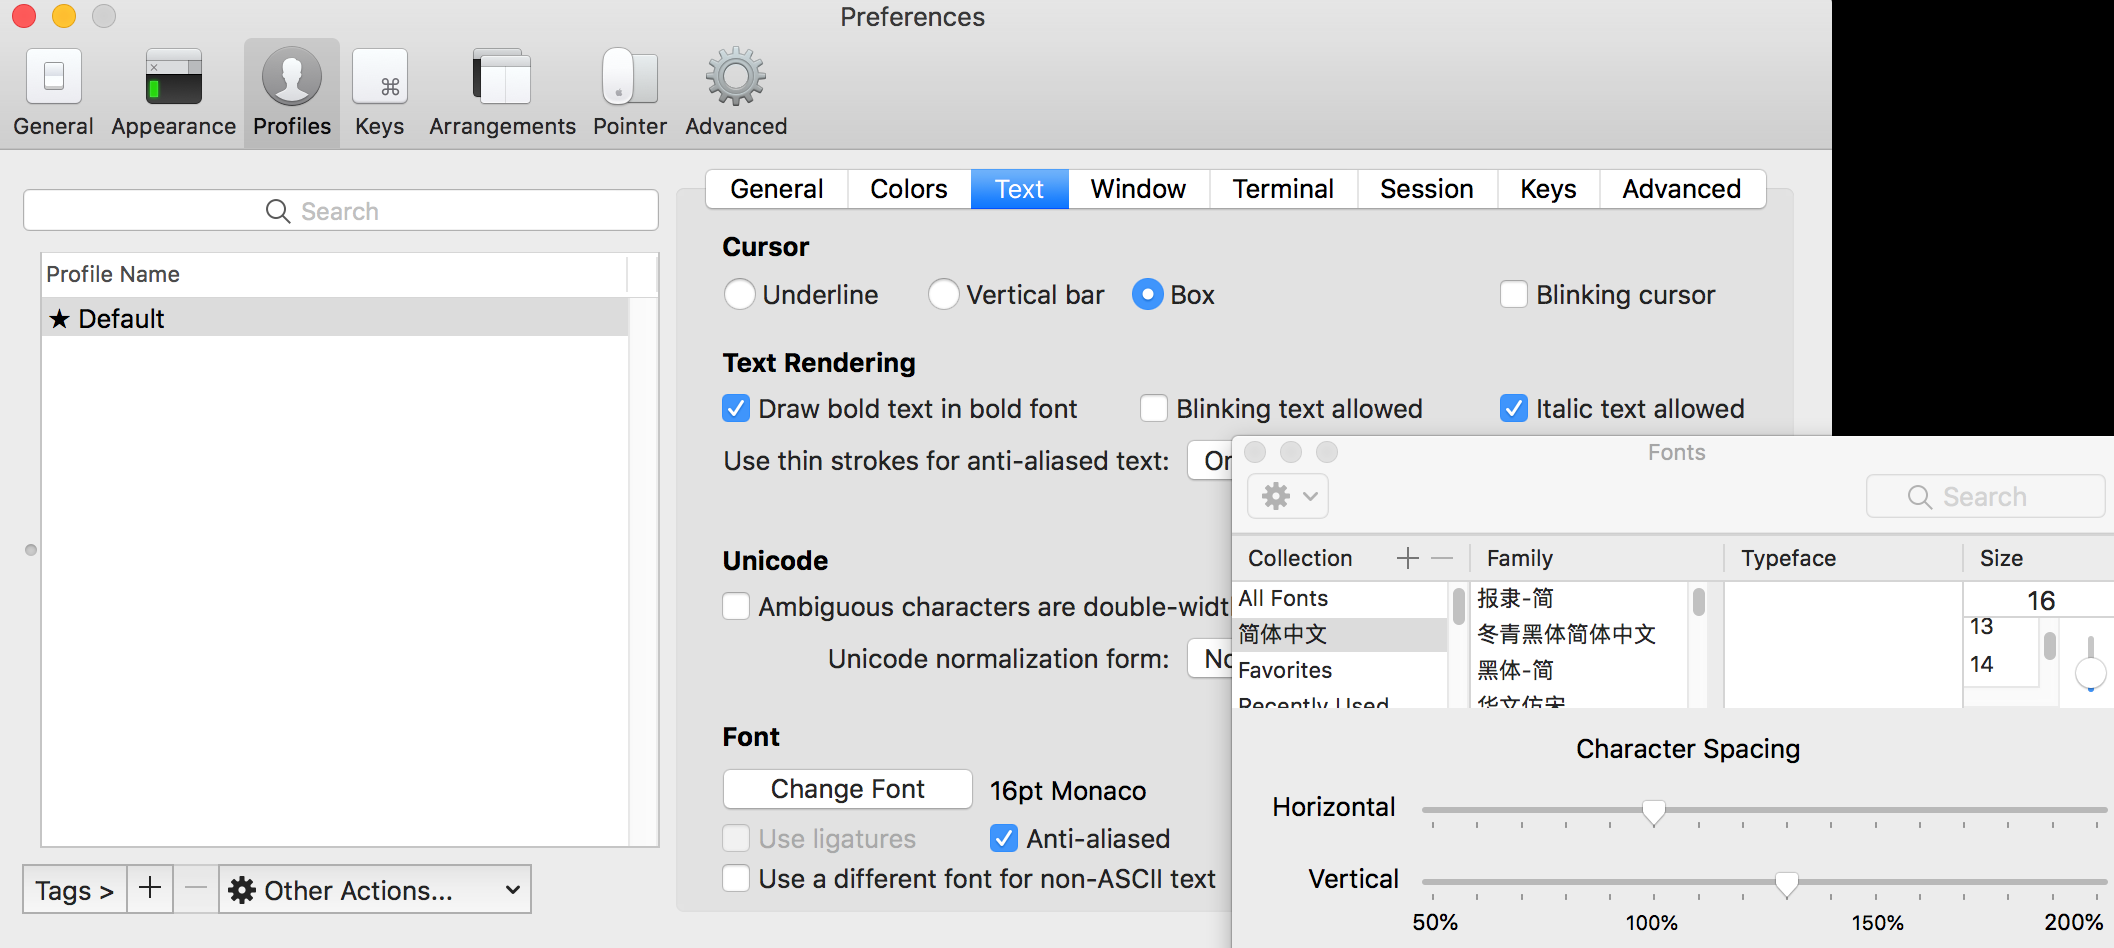 Preferences
General Appearance Profiles Keys Arrangements Pointer Advanced
Search
Profile Name
★ Default
Tags > + − Other Actions...
General Colors Text Window Terminal Session Keys Advanced
Cursor
Underline Vertical bar Box Blinking cursor
Text Rendering
Draw bold text in bold font Blinking text allowed Italic text allowed
Use thin strokes for anti-aliased text:
Unicode
Ambiguous characters are double-widt
Unicode normalization form:
Font
Change Font 16pt Monaco
Use ligatures Anti-aliased
Use a different font for non-ASCII text
Fonts
Search
Collection + − Family Typeface Size
All Fonts
简体中文
Favorites
Recently Used
报隶-简
冬青黑体简体中文
黑体-简
华文仿宋
16
13
14
Character Spacing
Horizontal
Vertical
50% 100% 150% 200%